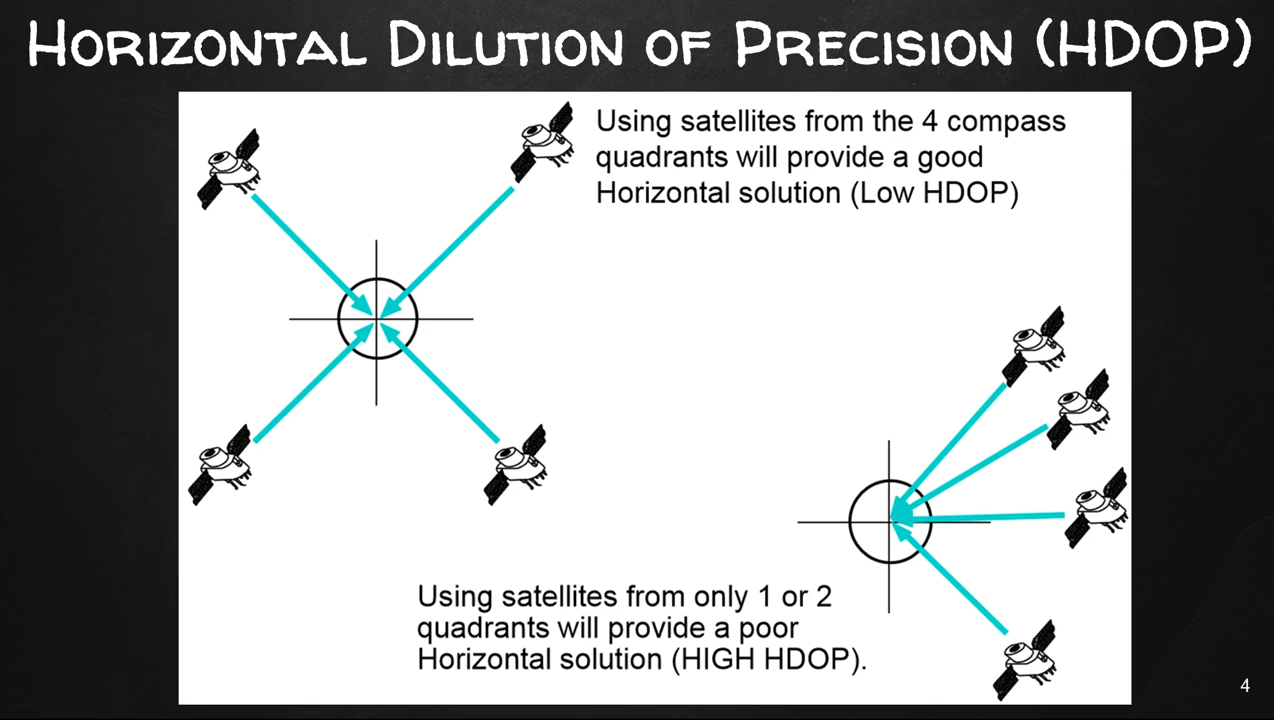 Horizontal Dilution of Precision (HDOP)
Using satellites from the 4 compass
quadrants will provide a good
Horizontal solution (Low HDOP)
Using satellites from only 1 or 2
quadrants will provide a poor
Horizontal solution (HIGH HDOP).
4